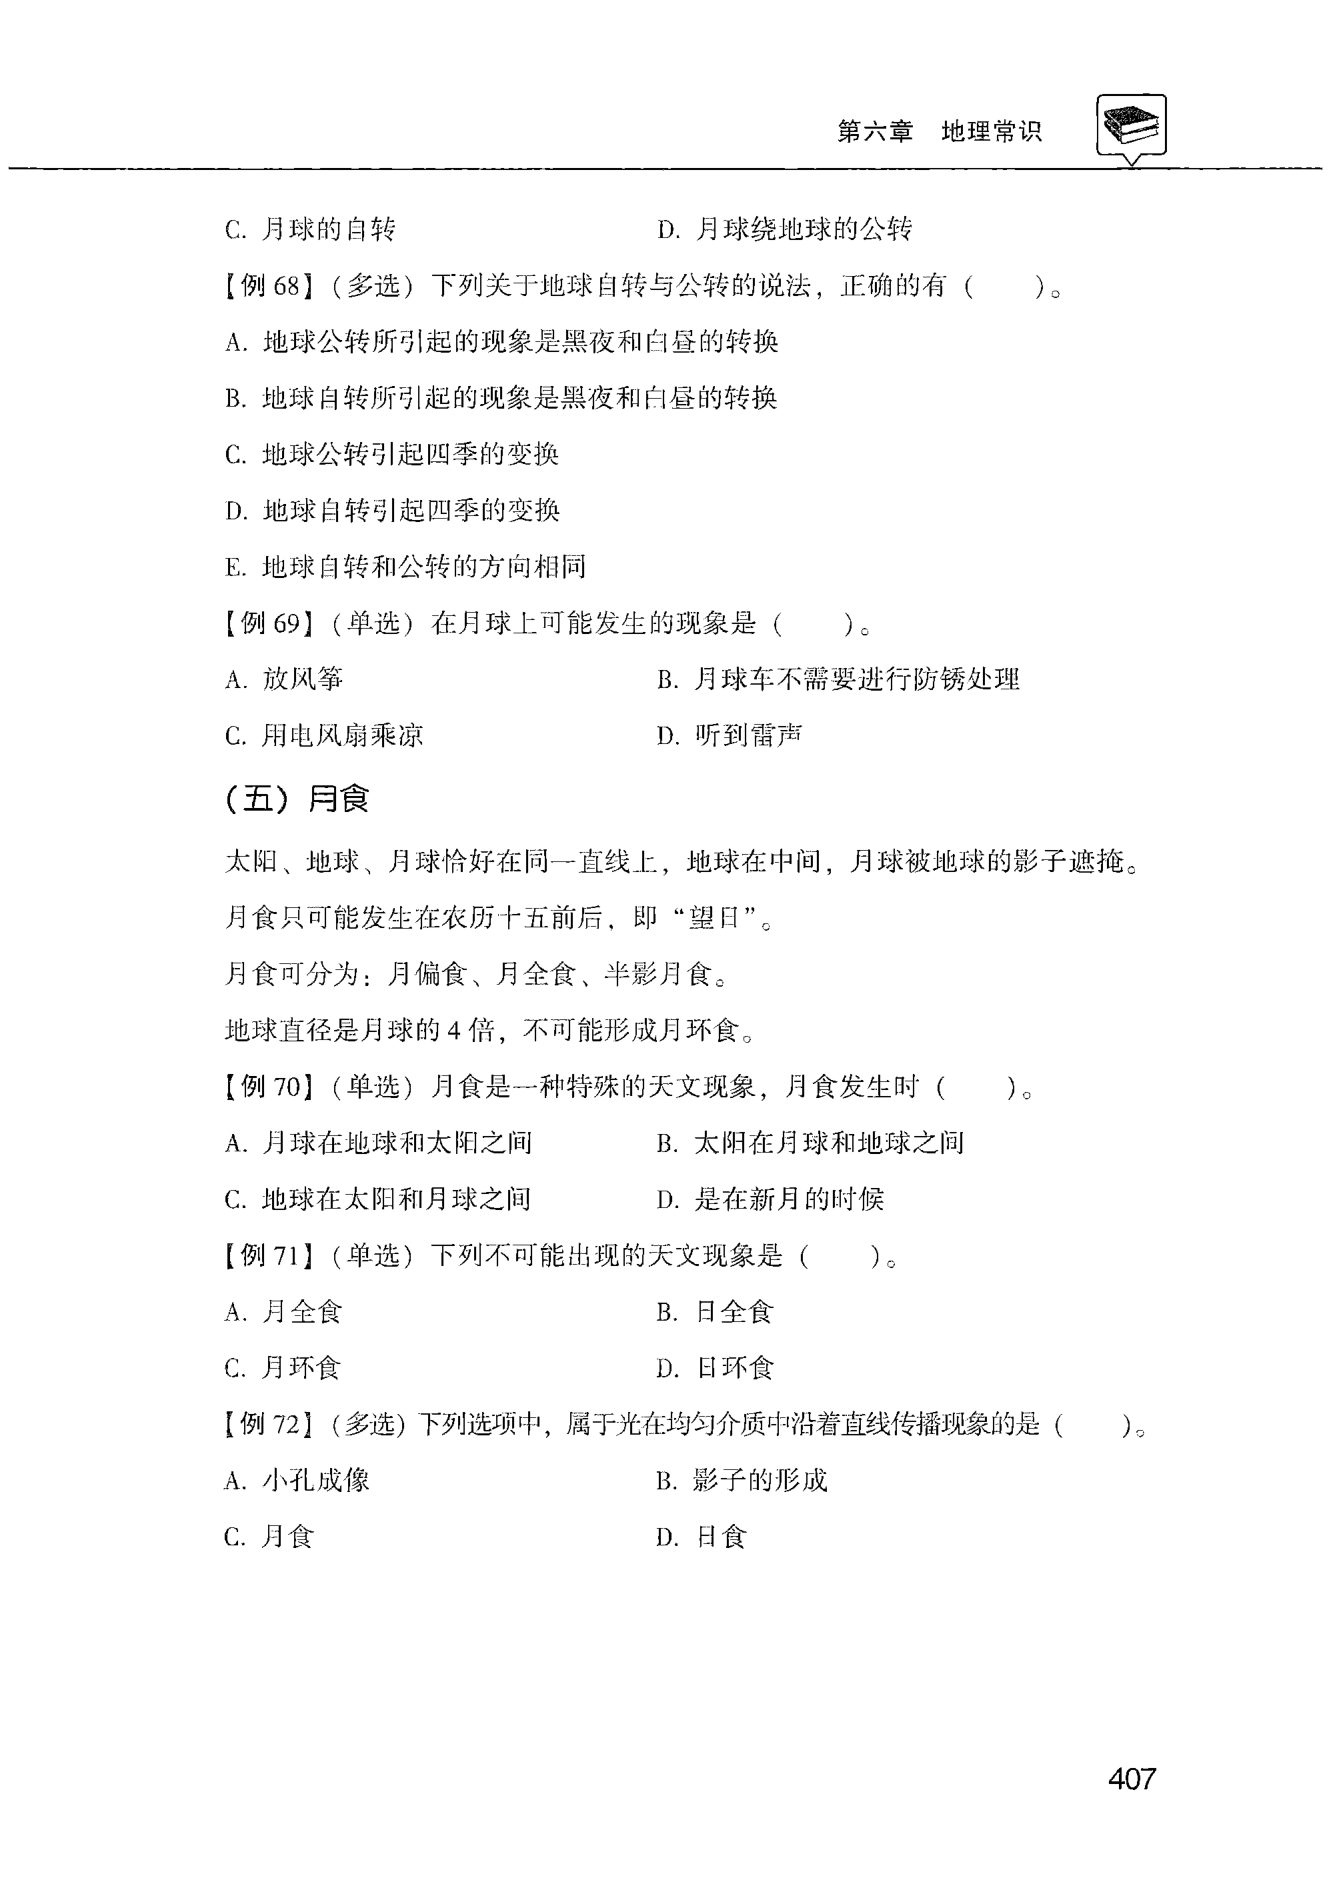 第六章 地理常识
C. 月球的自转 D. 月球绕地球的公转
【例 68】（多选）下列关于地球自转与公转的说法，正确的有（ ）。
A. 地球公转所引起的现象是黑夜和白昼的转换
B. 地球自转所引起的现象是黑夜和白昼的转换
C. 地球公转引起四季的变换
D. 地球自转引起四季的变换
E. 地球自转和公转的方向相同
【例 69】（单选）在月球上可能发生的现象是（ ）。
A. 放风筝 B. 月球车不需要进行防锈处理
C. 用电风扇乘凉 D. 听到雷声
（五）月食
太阳、地球、月球恰好在同一直线上，地球在中间，月球被地球的影子遮掩。
月食只可能发生在农历十五前后，即“望日”。
月食可分为：月偏食、月全食、半影月食。
地球直径是月球的 4 倍，不可能形成月环食。
【例 70】（单选）月食是一种特殊的天文现象，月食发生时（ ）。
A. 月球在地球和太阳之间 B. 太阳在月球和地球之间
C. 地球在太阳和月球之间 D. 是在新月的时候
【例 71】（单选）下列不可能出现的天文现象是（ ）。
A. 月全食 B. 日全食
C. 月环食 D. 日环食
【例 72】（多选）下列选项中，属于光在均匀介质中沿着直线传播现象的是（ ）。
A. 小孔成像 B. 影子的形成
C. 月食 D. 日食
407